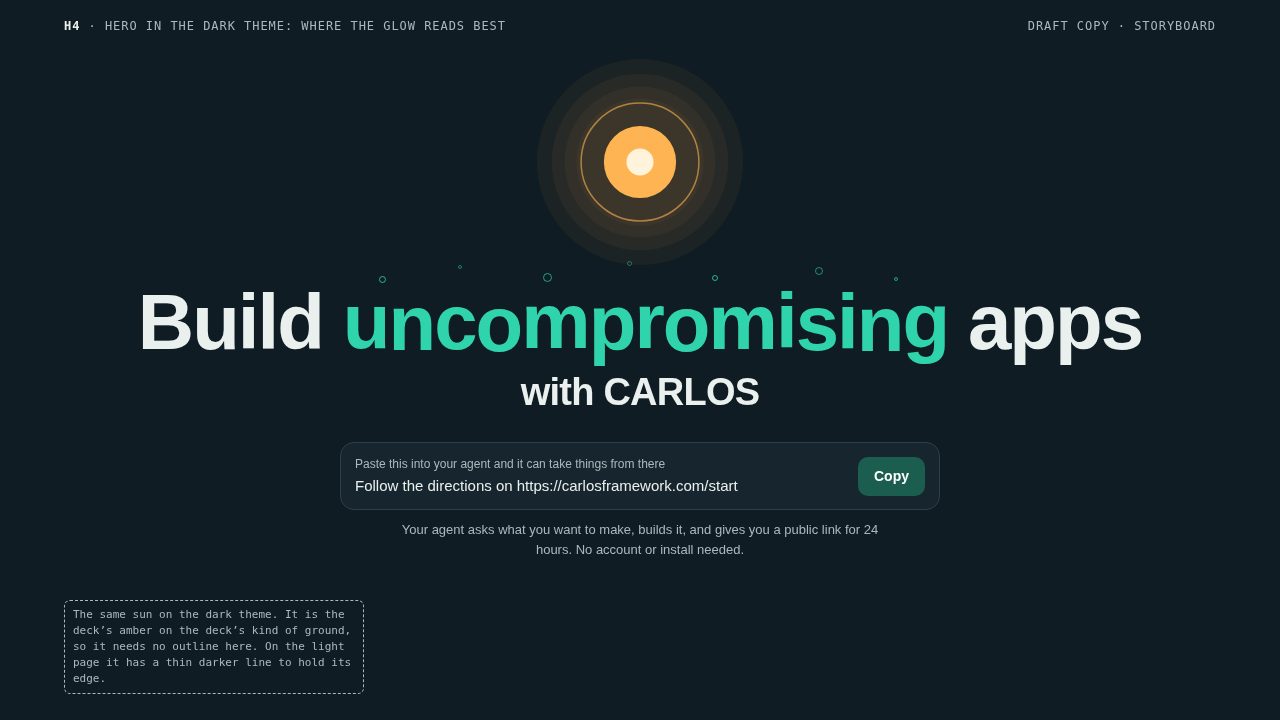 H4 · HERO IN THE DARK THEME: WHERE THE GLOW READS BEST
DRAFT COPY · STORYBOARD
Build uncompromising apps
with CARLOS
Paste this into your agent and it can take things from there
Follow the directions on https://carlosframework.com/start
Copy
Your agent asks what you want to make, builds it, and gives you a public link for 24
hours. No account or install needed.
The same sun on the dark theme. It is the
deck’s amber on the deck’s kind of ground,
so it needs no outline here. On the light
page it has a thin darker line to hold its
edge.